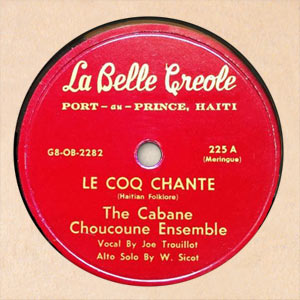 La Belle Creole
PORT-au-PRINCE, HAITI
G8-OB-2282
225 A
(Meringue)
LE COQ CHANTE
(Haitian Folklore)
The Cabane
Choucoune Ensemble
Vocal By Joe Trouillot
Alto Solo By W. Sicot